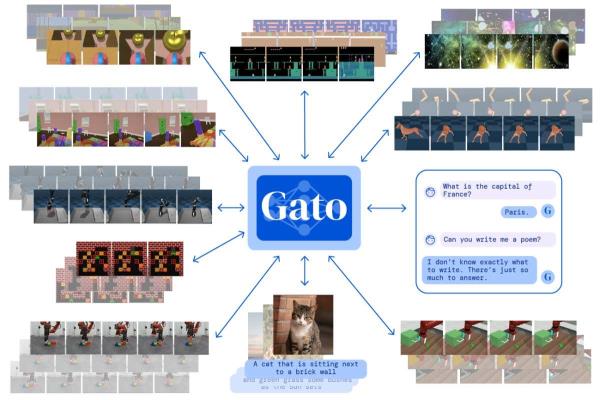 Gato
What is the capital of
France?
Paris.
G
Can you write me a poem?
I don't know exactly what
to write. There's just so
much to answer.
G
A cat that is sitting next
to a brick wall
and green grass some bushes
as the sun sets